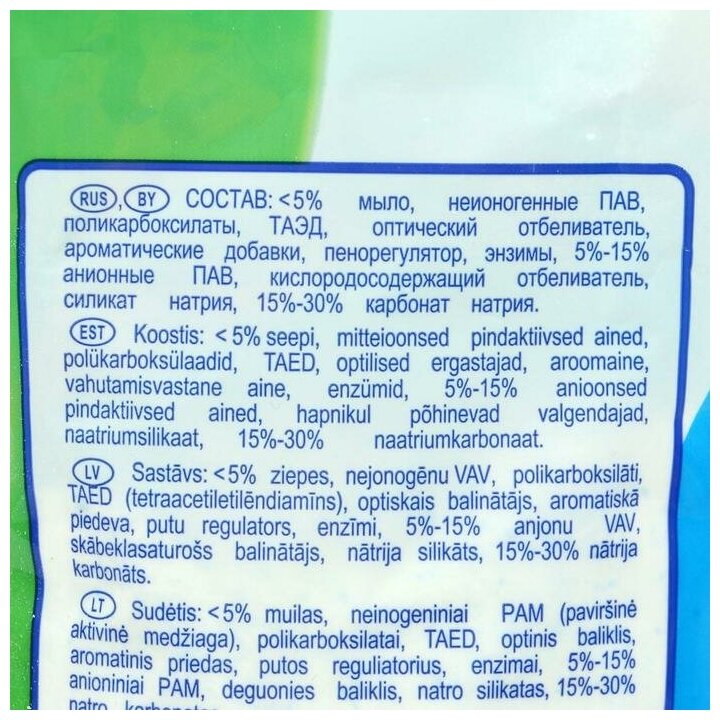 RUS, BY СОСТАВ: <5% мыло, неионогенные ПАВ,
поликарбоксилаты, ТАЭД, оптический отбеливатель,
ароматические добавки, пенорегулятор, энзимы, 5%-15%
анионные ПАВ, кислородосодержащий отбеливатель,
силикат натрия, 15%-30% карбонат натрия.
EST Koostis: < 5% seepi, mitteioonsed pindaktiivsed ained,
polükarboksülaadid, TAED, optilised ergastajad, aroomaine,
vahutamisvastane aine, ensüümid, 5%-15% anioonsed
pindaktiivsed ained, hapnikul põhinevad valgendajad,
naatriumsilikaat, 15%-30% naatriumkarbonaat.
LV Sastāvs: <5% ziepes, nejonogēnu VAV, polikarboksilāti,
TAED (tetraacetiletilēndiamīns), optiskais balinātājs, aromatiskā
piedeva, putu regulators, enzīmi, 5%-15% anjonu VAV,
skābeklasaturošs balinātājs, nātrija silikāts, 15%-30% nātrija
karbonāts.
LT Sudėtis: <5% muilas, neinogeniniai PAM (paviršinė
aktivinė medžiaga), polikarboksilatai, TAED, optinis baliklis,
aromatinis priedas, putos reguliatorius, enzimai, 5%-15%
anioniniai PAM, deguonies baliklis, natro silikatas, 15%-30%
natro karbonatas